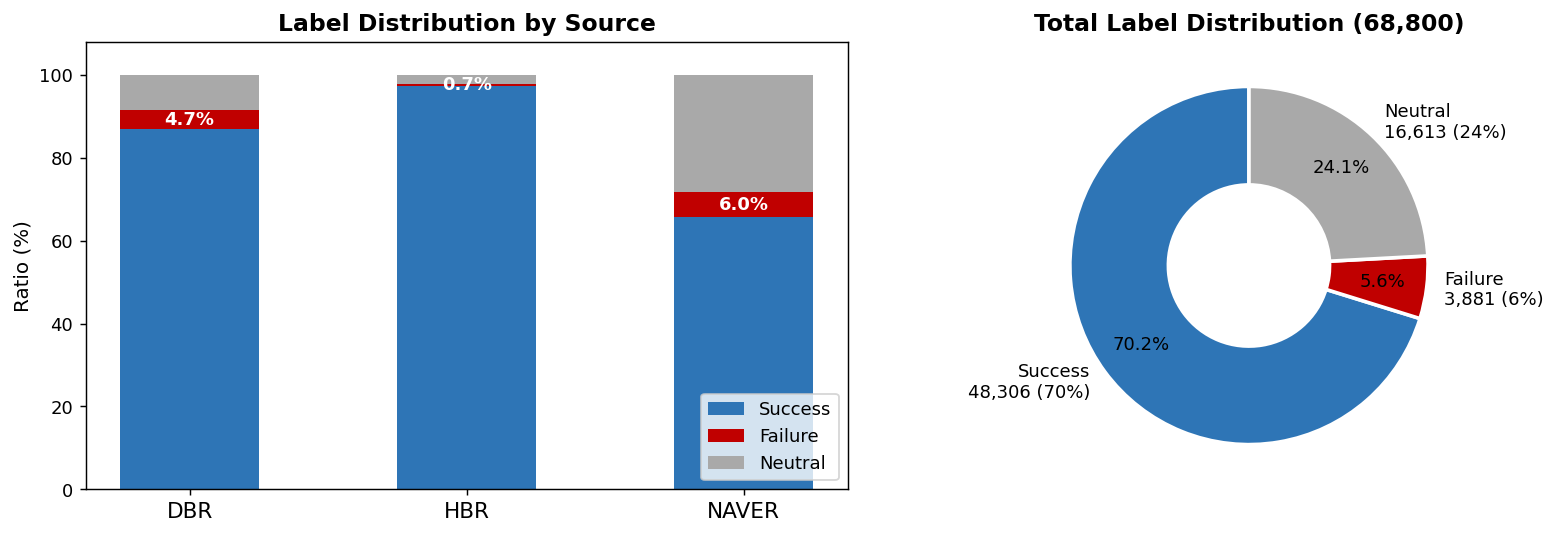 Label Distribution by Source
Ratio (%)
100
80
60
40
20
0
4.7%
0.7%
6.0%
DBR
HBR
NAVER
Success
Failure
Neutral
Total Label Distribution (68,800)
Neutral
16,613 (24%)
24.1%
Failure
3,881 (6%)
5.6%
70.2%
Success
48,306 (70%)